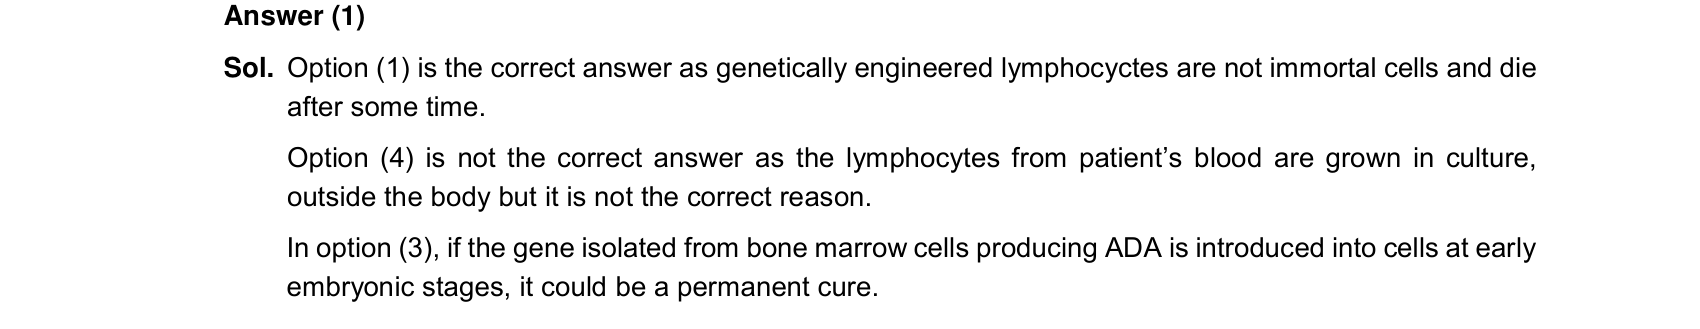 Answer (1)
Sol. Option (1) is the correct answer as genetically engineered lymphocyctes are not immortal cells and die
after some time.
Option (4) is not the correct answer as the lymphocytes from patient’s blood are grown in culture,
outside the body but it is not the correct reason.
In option (3), if the gene isolated from bone marrow cells producing ADA is introduced into cells at early
embryonic stages, it could be a permanent cure.